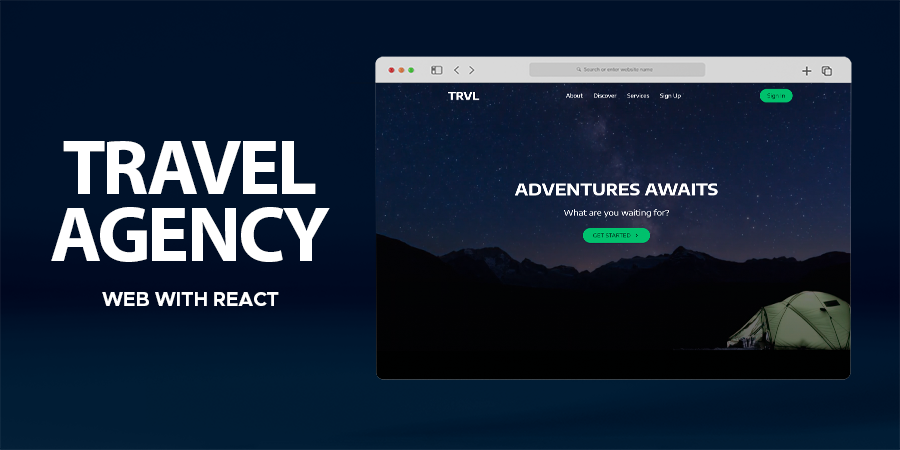 TRAVEL
AGENCY
WEB WITH REACT
Search or enter website name
TRVL
About Discover Services Sign Up
Sign In
ADVENTURES AWAITS
What are you waiting for?
GET STARTED